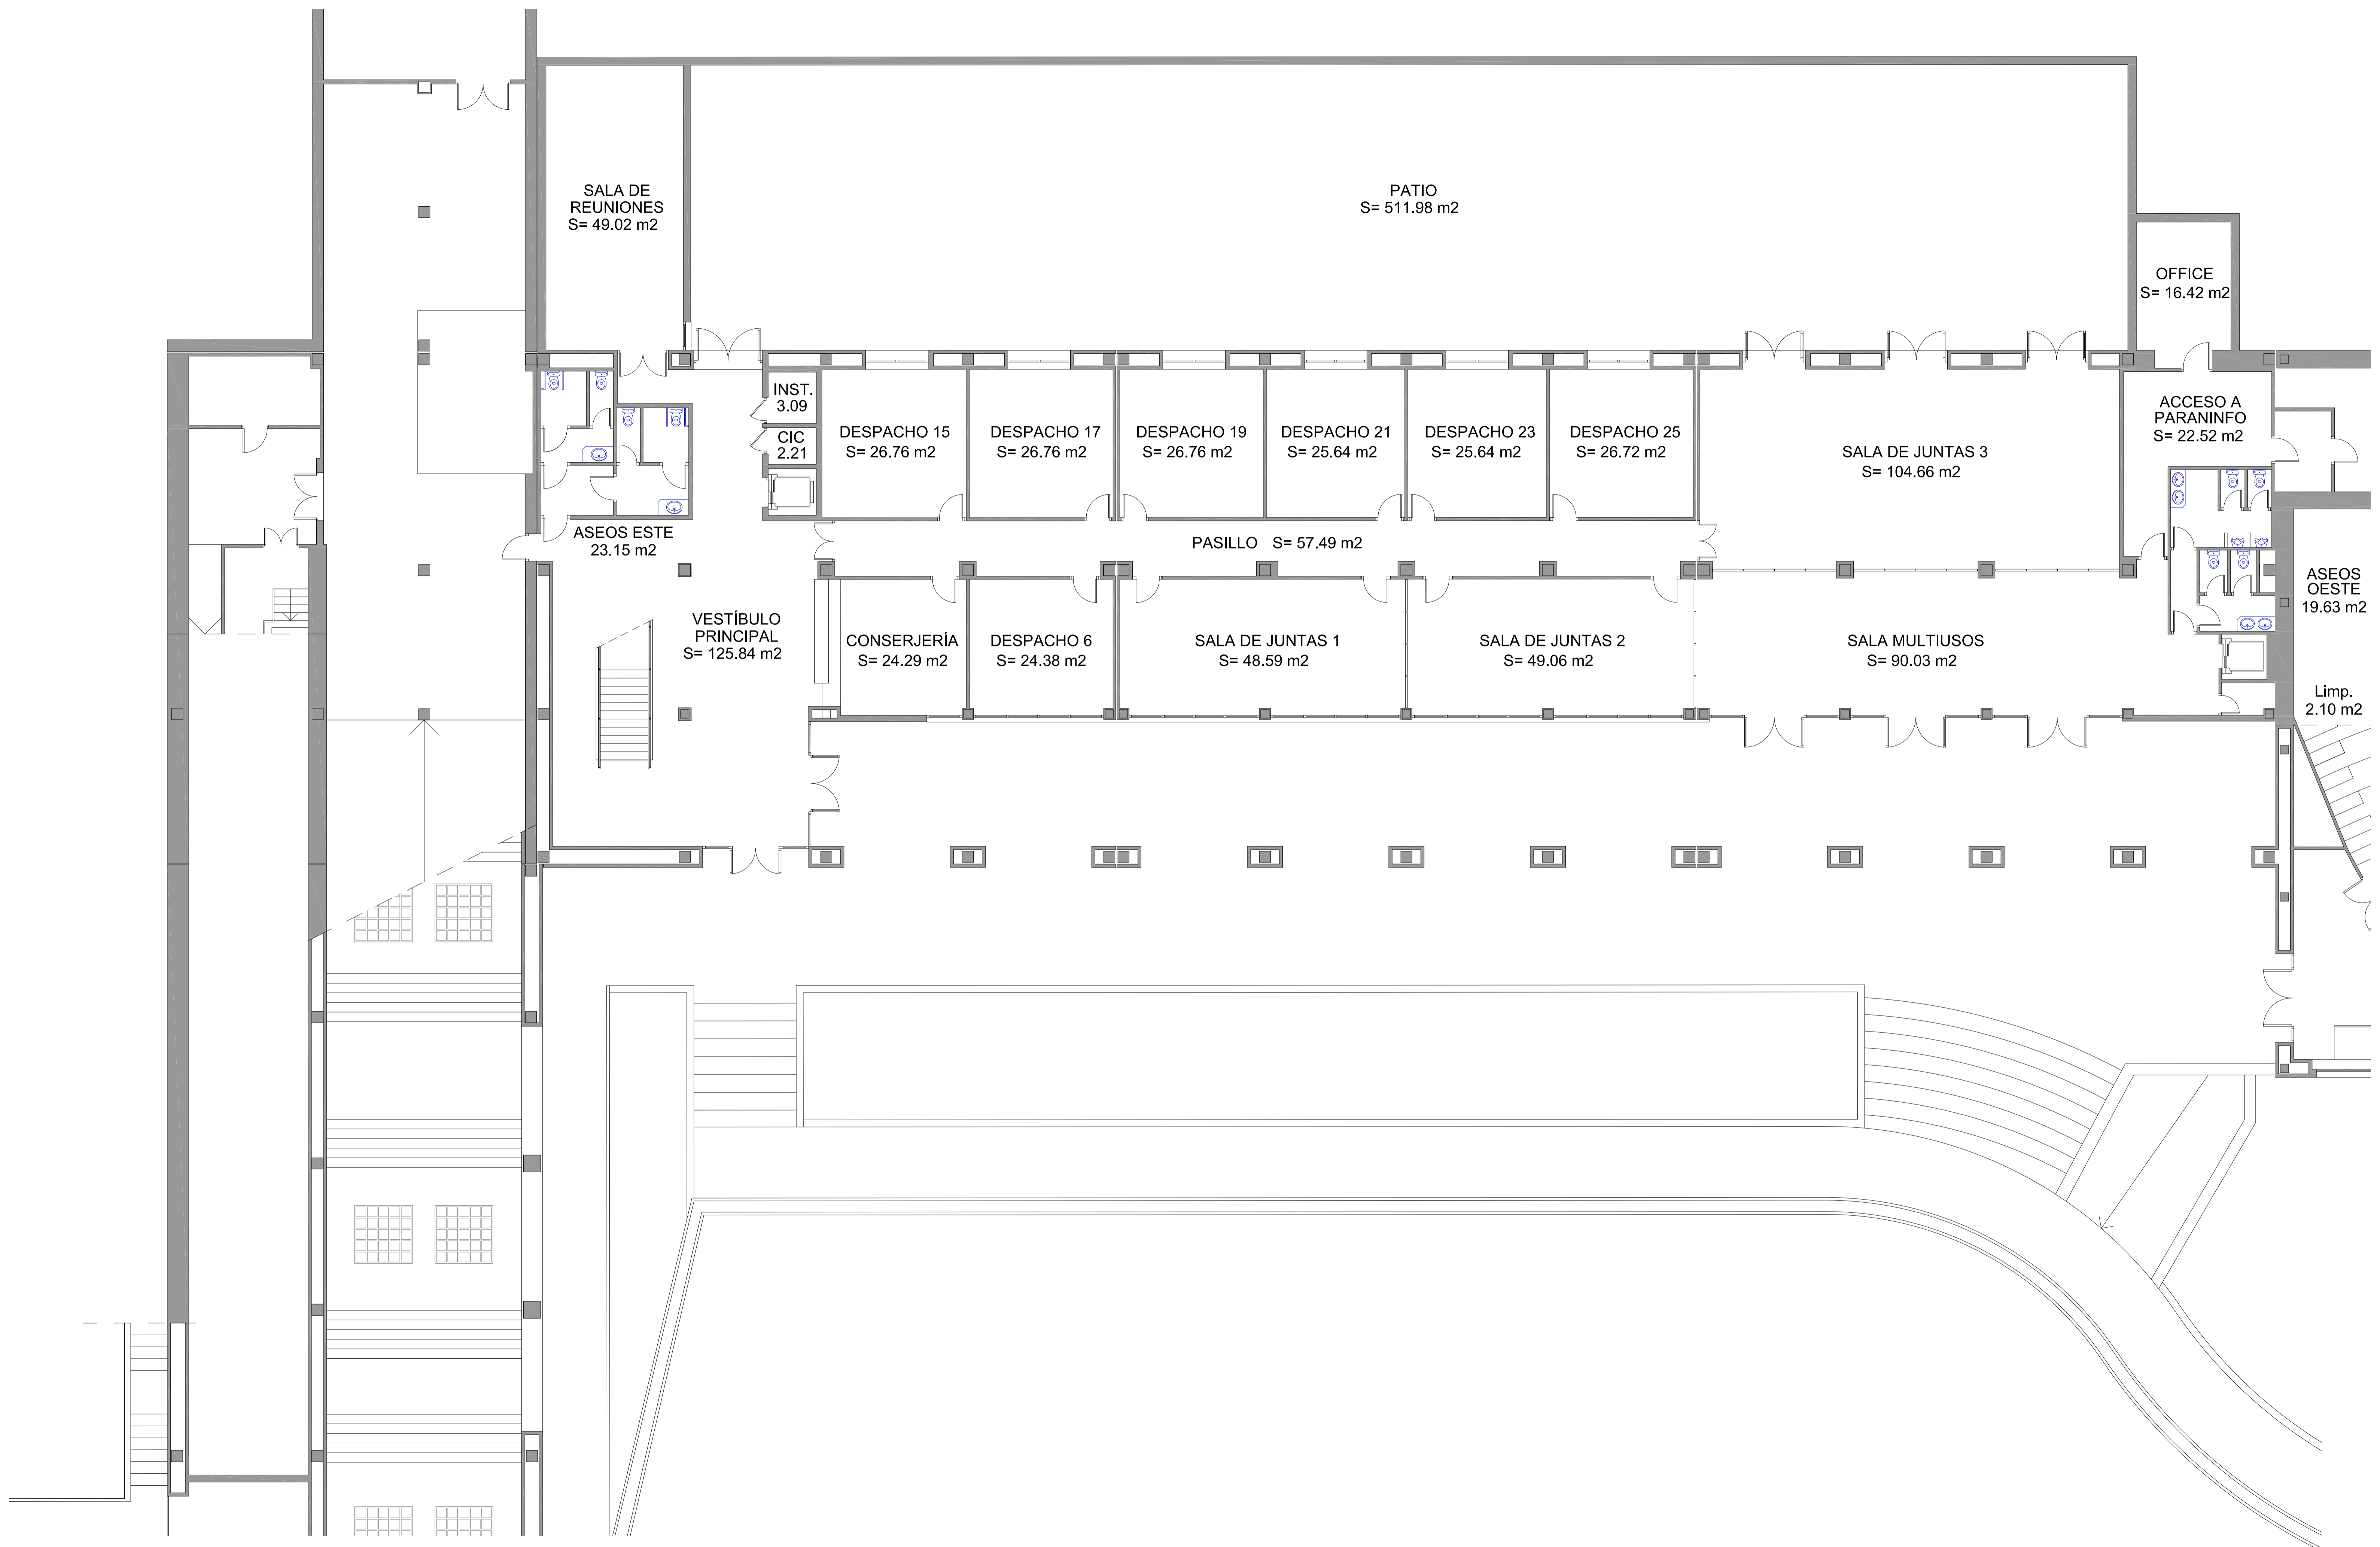 SALA DE
REUNIONES
S= 49.02 m2
PATIO
S= 511.98 m2
OFFICE
S= 16.42 m2
INST.
3.09
CIC
2.21
DESPACHO 15
S= 26.76 m2
DESPACHO 17
S= 26.76 m2
DESPACHO 19
S= 26.76 m2
DESPACHO 21
S= 25.64 m2
DESPACHO 23
S= 25.64 m2
DESPACHO 25
S= 26.72 m2
SALA DE JUNTAS 3
S= 104.66 m2
ACCESO A
PARANINFO
S= 22.52 m2
ASEOS ESTE
23.15 m2
PASILLO S= 57.49 m2
ASEOS
OESTE
19.63 m2
VESTÍBULO
PRINCIPAL
S= 125.84 m2
CONSERJERÍA
S= 24.29 m2
DESPACHO 6
S= 24.38 m2
SALA DE JUNTAS 1
S= 48.59 m2
SALA DE JUNTAS 2
S= 49.06 m2
SALA MULTIUSOS
S= 90.03 m2
Limp.
2.10 m2